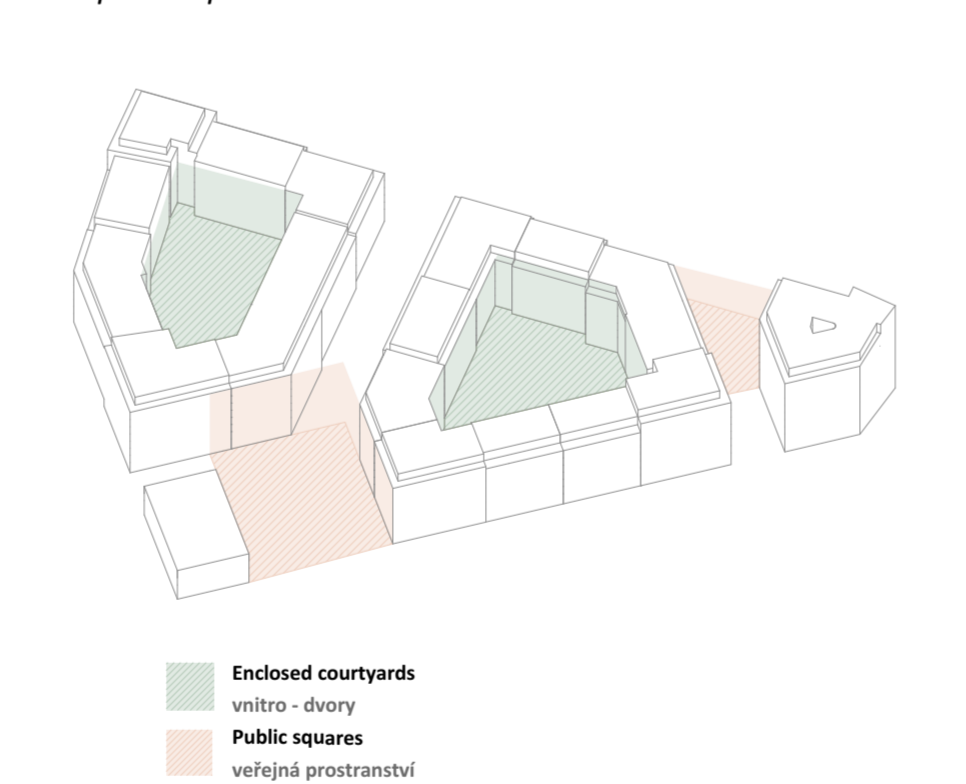 Enclosed courtyards
vnitro - dvory
Public squares
veřejná prostranství